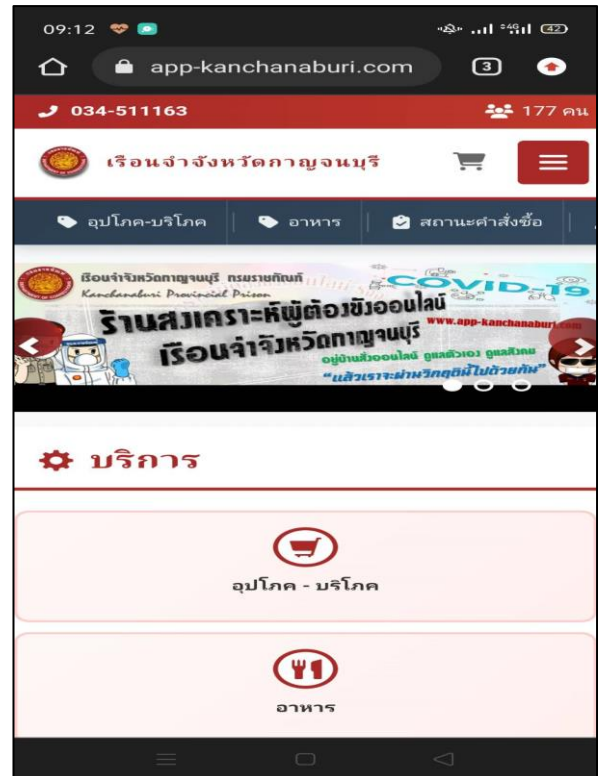 09:12
4G
42
app-kanchanaburi.com
3
034-511163
177 คน
เรือนจำจังหวัดกาญจนบุรี
อุปโภค-บริโภค
อาหาร
สถานะคำสั่งซื้อ
เรือนจำจังหวัดกาญจนบุรี กรมราชทัณฑ์
Kanchanaburi Provincial Prison
COVID-19
ร้านสงเคราะห์ผู้ต้องขังออนไลน์
www.app-kanchanaburi.com
เรือนจำจังหวัดกาญจนบุรี
อยู่บ้านสั่งออนไลน์ ดูแลตัวเอง ดูแลสังคม
“แล้วเราจะผ่านวิกฤตินี้ไปด้วยกัน”
บริการ
อุปโภค - บริโภค
อาหาร